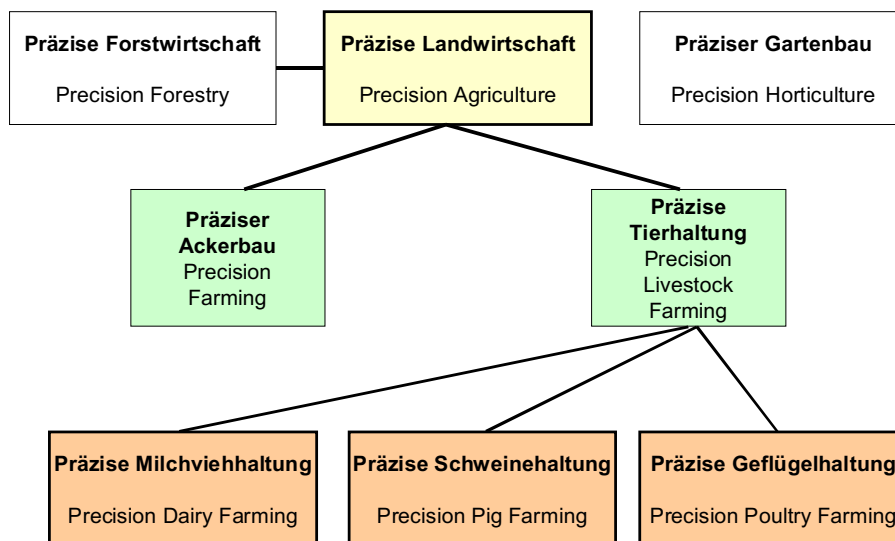 Präzise Forstwirtschaft
Precision Forestry
Präzise Landwirtschaft
Precision Agriculture
Präziser Gartenbau
Precision Horticulture
Präziser
Ackerbau
Precision
Farming
Präzise
Tierhaltung
Precision
Livestock
Farming
Präzise Milchviehhaltung
Precision Dairy Farming
Präzise Schweinehaltung
Precision Pig Farming
Präzise Geflügelhaltung
Precision Poultry Farming